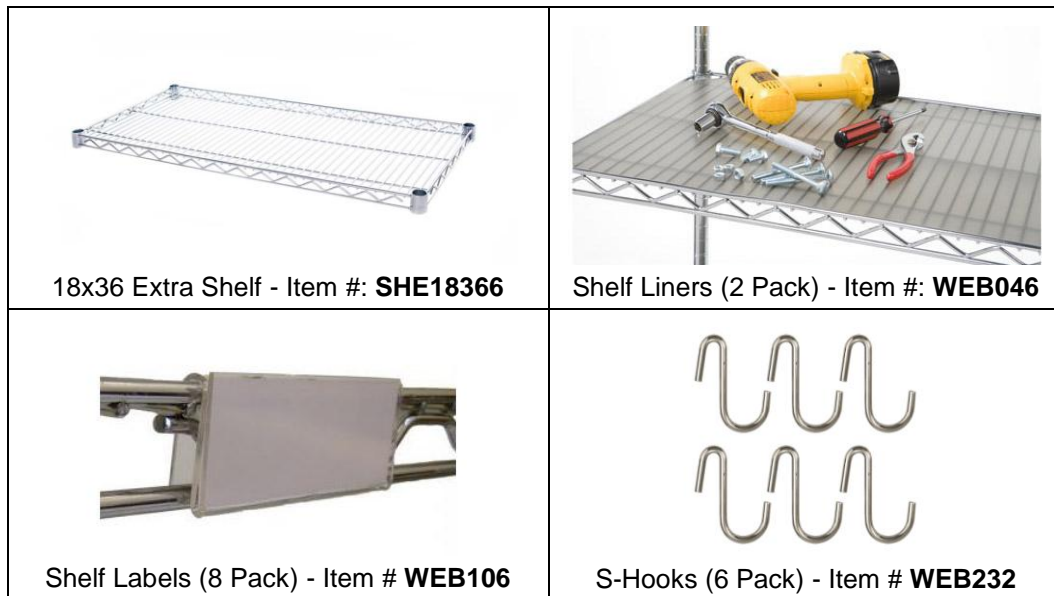 18x36 Extra Shelf - Item #: SHE18366
Shelf Liners (2 Pack) - Item #: WEB046
Shelf Labels (8 Pack) - Item # WEB106
S-Hooks (6 Pack) - Item # WEB232